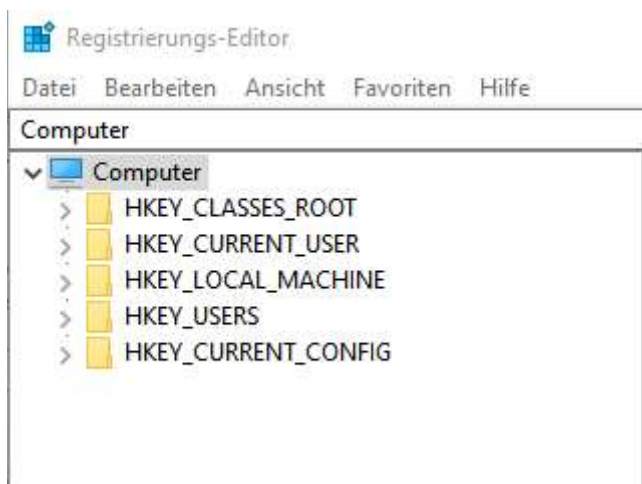 Registrierungs-Editor
Datei Bearbeiten Ansicht Favoriten Hilfe
Computer
Computer
HKEY_CLASSES_ROOT
HKEY_CURRENT_USER
HKEY_LOCAL_MACHINE
HKEY_USERS
HKEY_CURRENT_CONFIG